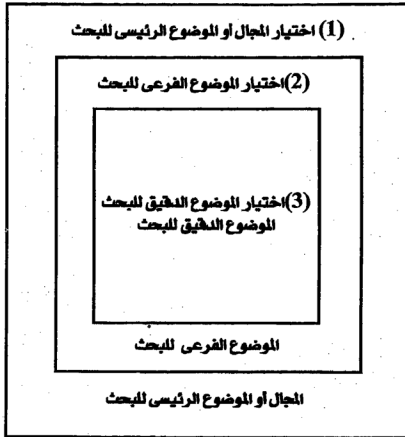 (1) اختيار المجال أو الموضوع الرئيسى للبحث
(2)اختيار الموضوع الفرعى للبحث
(3)اختيار الموضوع الدقيق للبحث
الموضوع الدقيق للبحث
الموضوع الفرعى للبحث
المجال أو الموضوع الرئيسى للبحث